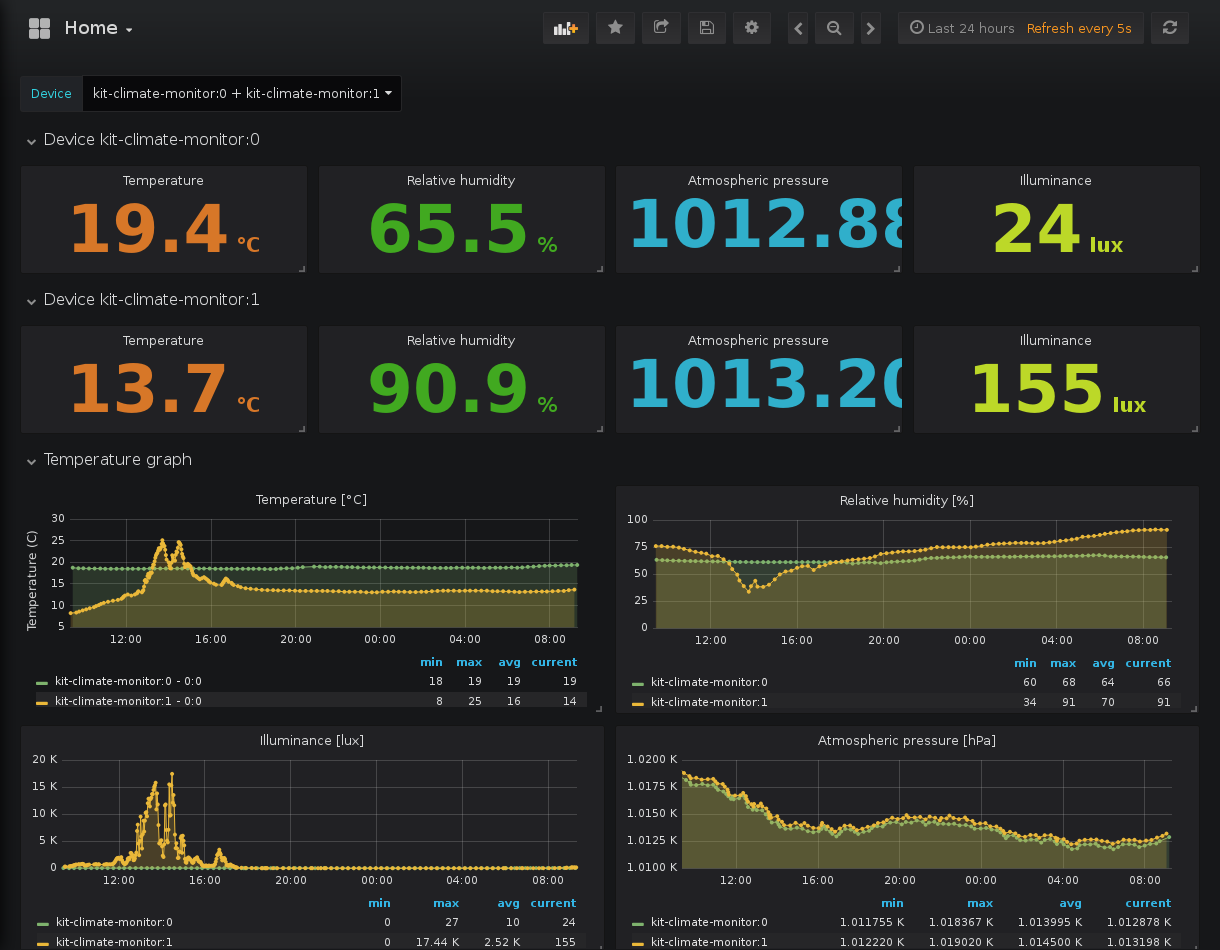 Home
Last 24 hours Refresh every 5s
Device kit-climate-monitor:0 + kit-climate-monitor:1
Device kit-climate-monitor:0
Temperature Relative humidity Atmospheric pressure Illuminance
19.4 °C 65.5 % 1012.88 24 lux
Device kit-climate-monitor:1
Temperature Relative humidity Atmospheric pressure Illuminance
13.7 °C 90.9 % 1013.20 155 lux
Temperature graph
Temperature [°C]
Temperature (C)
30
25
20
15
10
5
12:00 16:00 20:00 00:00 04:00 08:00
min max avg current
kit-climate-monitor:0 - 0:0 18 19 19 19
kit-climate-monitor:1 - 0:0 8 25 16 14
Relative humidity [%]
100
75
50
25
0
12:00 16:00 20:00 00:00 04:00 08:00
min max avg current
kit-climate-monitor:0 60 68 64 66
kit-climate-monitor:1 34 91 70 91
Illuminance [lux]
20 K
15 K
10 K
5 K
0
12:00 16:00 20:00 00:00 04:00 08:00
min max avg current
kit-climate-monitor:0 0 27 10 24
kit-climate-monitor:1 0 17.44 K 2.52 K 155
Atmospheric pressure [hPa]
1.0200 K
1.0175 K
1.0150 K
1.0125 K
1.0100 K
12:00 16:00 20:00 00:00 04:00 08:00
min max avg current
kit-climate-monitor:0 1.011755 K 1.018367 K 1.013995 K 1.012878 K
kit-climate-monitor:1 1.012220 K 1.019020 K 1.014500 K 1.013198 K